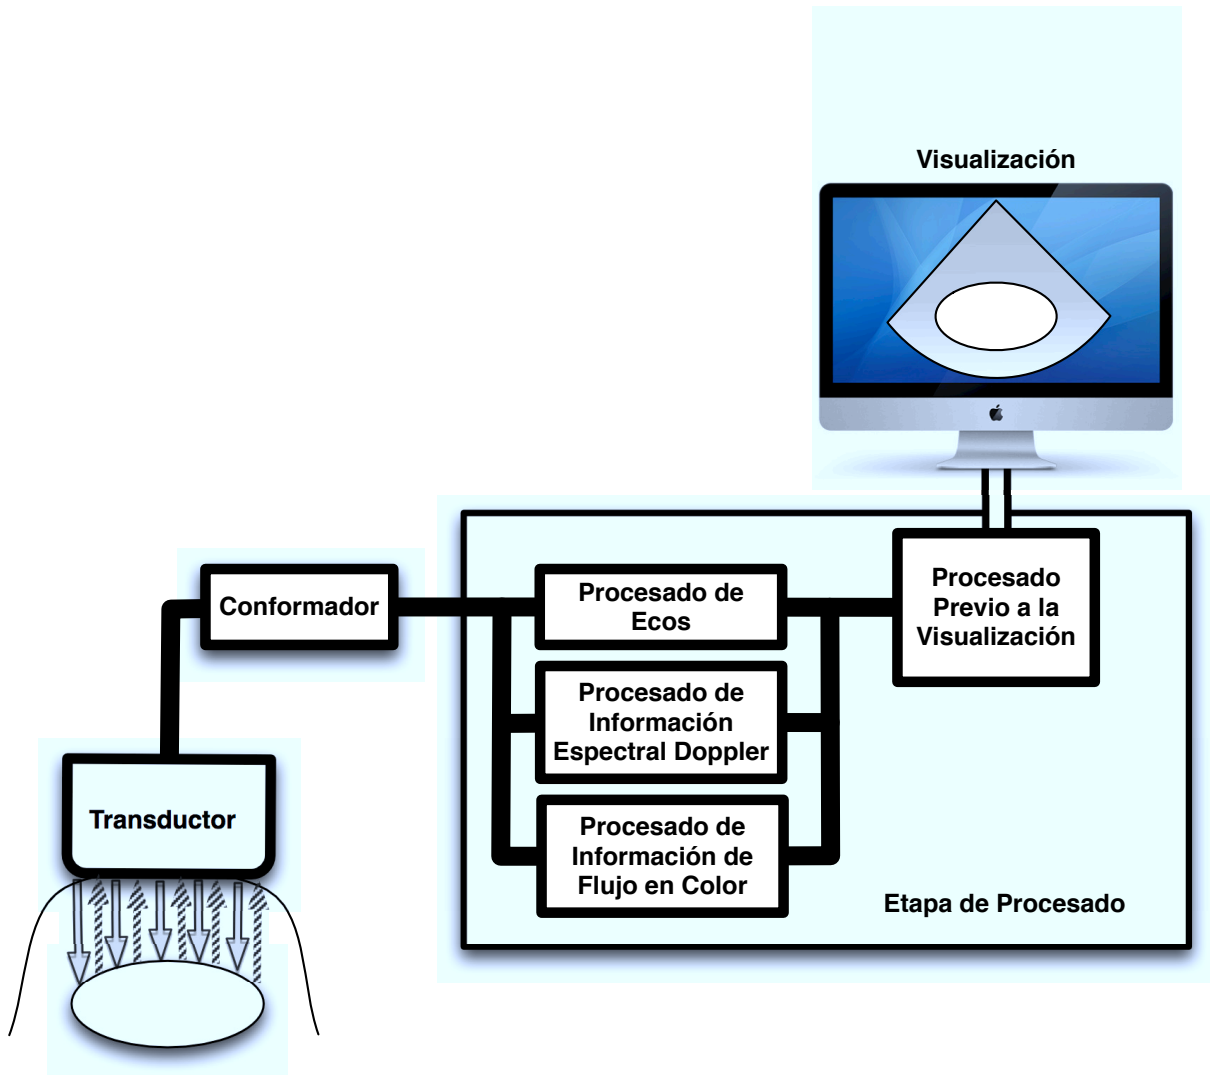 Visualización
Conformador
Procesado de
Ecos
Procesado
Previo a la
Visualización
Procesado de
Información
Espectral Doppler
Transductor
Procesado de
Información de
Flujo en Color
Etapa de Procesado